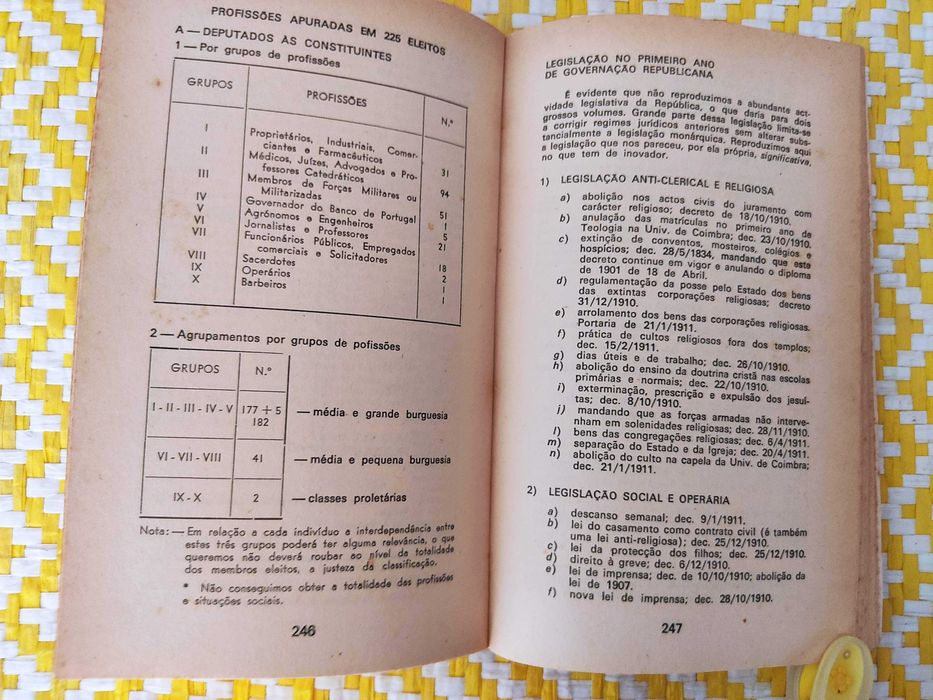 PROFISSÕES APURADAS EM 225 ELEITOS
A — DEPUTADOS ÀS CONSTITUINTES
1 — Por grupos de profissões
GRUPOS PROFISSÕES N.º
I Proprietários, Industriais, Comer-
ciantes e Farmacêuticos 31
II Médicos, Juízes, Advogados e Pro-
fessores Catedráticos 94
III Membros de Forças Militares ou
Militarizadas 51
IV Governador do Banco de Portugal 1
V Agrónomos e Engenheiros 5
VI Jornalistas e Professores 21
VII Funcionários Públicos, Empregados
comerciais e Solicitadores 18
VIII Sacerdotes 2
IX Operários 1
X Barbeiros 1
2 — Agrupamentos por grupos de pofissões
GRUPOS N.º
I - II - III - IV - V 177 + 5
182 — média e grande burguesia
VI - VII - VIII 41 — média e pequena burguesia
IX - X 2 — classes proletárias
Nota: — Em relação a cada indivíduo a interdependência entre
estes três grupos poderá ter alguma relevância, o que
queremos não deverá roubar ao nível da totalidade
dos membros eleitos, a justeza da classificação.
* Não conseguimos obter a totalidade das profissões
e situações sociais.
246
LEGISLAÇÃO NO PRIMEIRO ANO
DE GOVERNAÇÃO REPUBLICANA
É evidente que não reproduzimos a abundante act-
vidade legislativa da República, o que daria para dois
grossos volumes. Grande parte dessa legislação limita-se
a corrigir regimes jurídicos anteriores sem alterar subs-
tancialmente a legislação monárquica. Reproduzimos aqui
a legislação que nos pareceu, por ela própria, significativa,
no que tem de inovador.
1) LEGISLAÇÃO ANTI-CLERICAL E RELIGIOSA
a) abolição nos actos civis do juramento com
carácter religioso; decreto de 18/10/1910.
b) anulação das matrículas no primeiro ano de
Teologia na Univ. de Coimbra; dec. 23/10/1910.
c) extinção de conventos, mosteiros, colégios e
hospícios; dec. 28/5/1834, mandando que este
decreto continue em vigor e anulando o diploma
de 1901 de 18 de Abril.
d) regulamentação da posse pelo Estado dos bens
das extintas corporações religiosas; decreto
31/12/1910.
e) arrolamento dos bens das corporações religiosas.
Portaria de 21/1/1911.
f) prática de cultos religiosos fora dos templos;
dec. 15/2/1911.
g) dias úteis e de trabalho; dec. 26/10/1910.
h) abolição do ensino da doutrina cristã nas escolas
primárias e normais; dec. 22/10/1910.
i) exterminação, prescrição e expulsão dos jesui-
tas; dec. 8/10/1910.
j) mandando que as forças armadas não interve-
nham em solenidades religiosas; dec. 28/11/1910.
l) bens das congregações religiosas; dec. 6/4/1911.
m) separação do Estado e da Igreja; dec. 20/4/1911.
n) abolição do culto na capela da Univ. de Coimbra;
dec. 21/1/1911.
2) LEGISLAÇÃO SOCIAL E OPERÁRIA
a) descanso semanal; dec. 9/1/1911.
b) lei do casamento como contrato civil (é também
uma lei anti-religiosa); dec. 25/12/1910.
c) lei da protecção dos filhos; dec. 25/12/1910.
d) direito à greve; dec. 6/12/1910.
e) lei de imprensa; dec. de 10/10/1910; abolição da
lei de 1907.
f) nova lei de imprensa; dec. 28/10/1910.
247